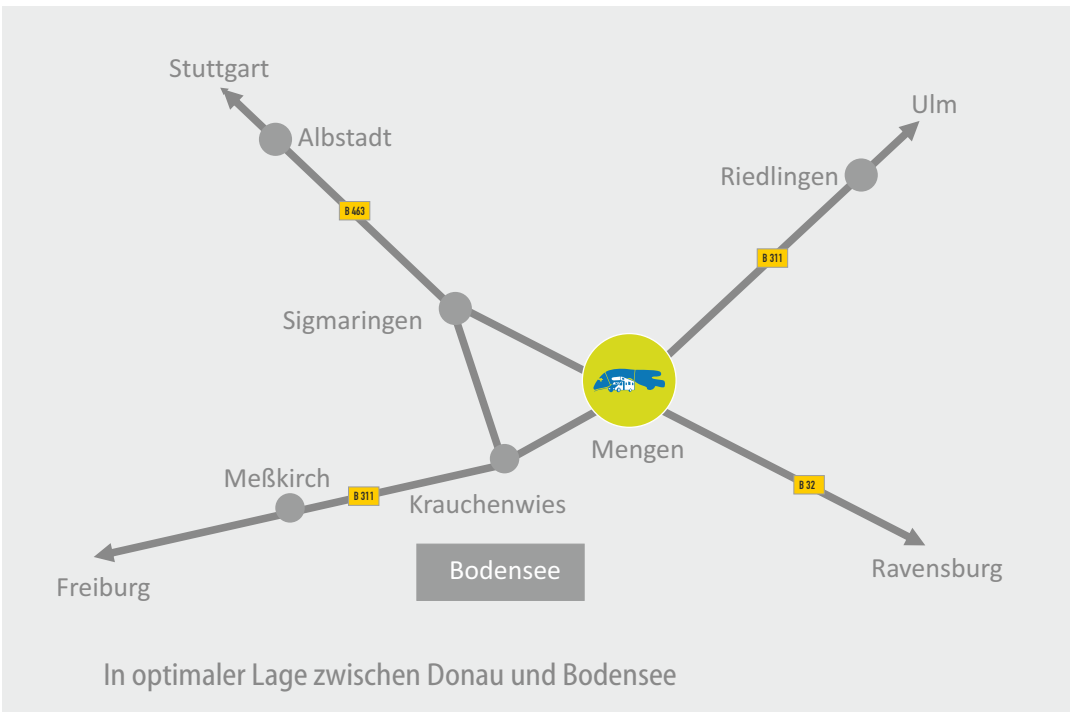 Stuttgart
Ulm
Albstadt
Riedlingen
B 463
B 311
Sigmaringen
Mengen
Meßkirch
B 311
Krauchenwies
B 32
Bodensee
Ravensburg
Freiburg
In optimaler Lage zwischen Donau und Bodensee